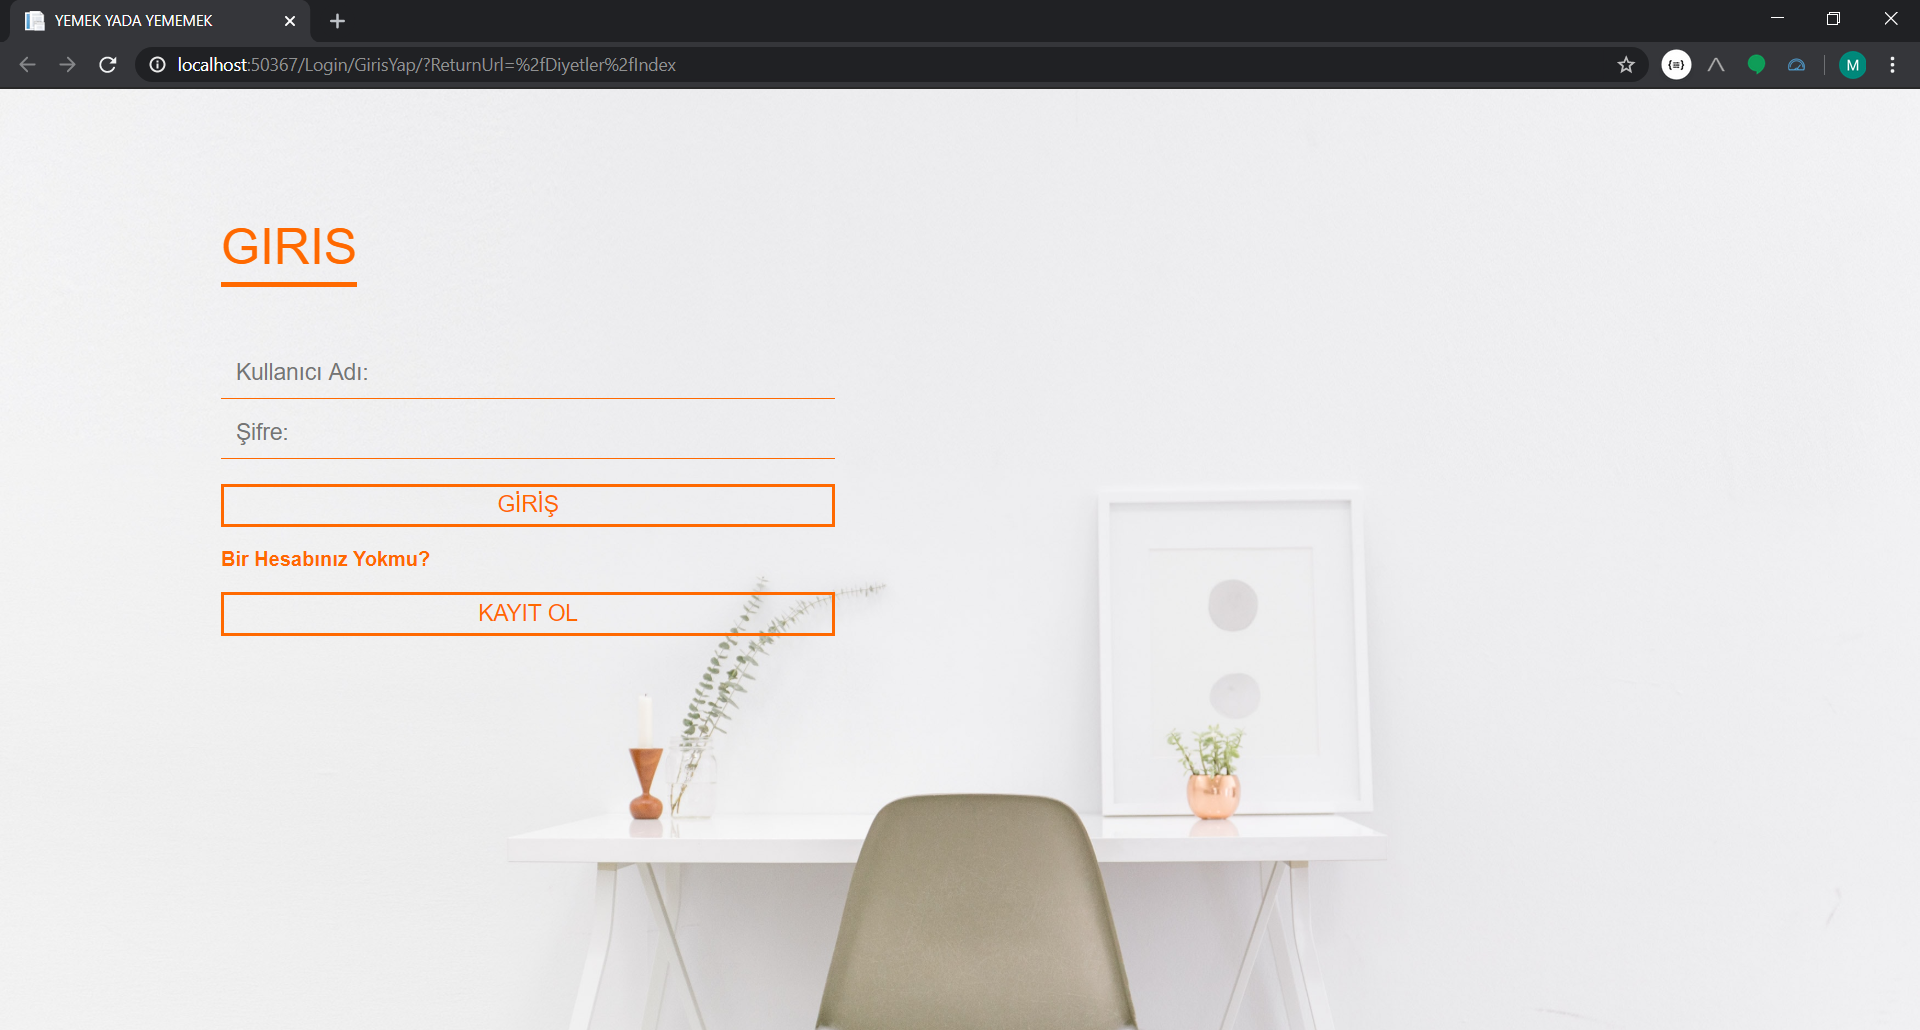 YEMEK YADA YEMEMEK
localhost:50367/Login/GirisYap/?ReturnUrl=%2fDiyetler%2fIndex
M
GIRIS
Kullanıcı Adı:
Şifre:
GİRİŞ
Bir Hesabınız Yokmu?
KAYIT OL